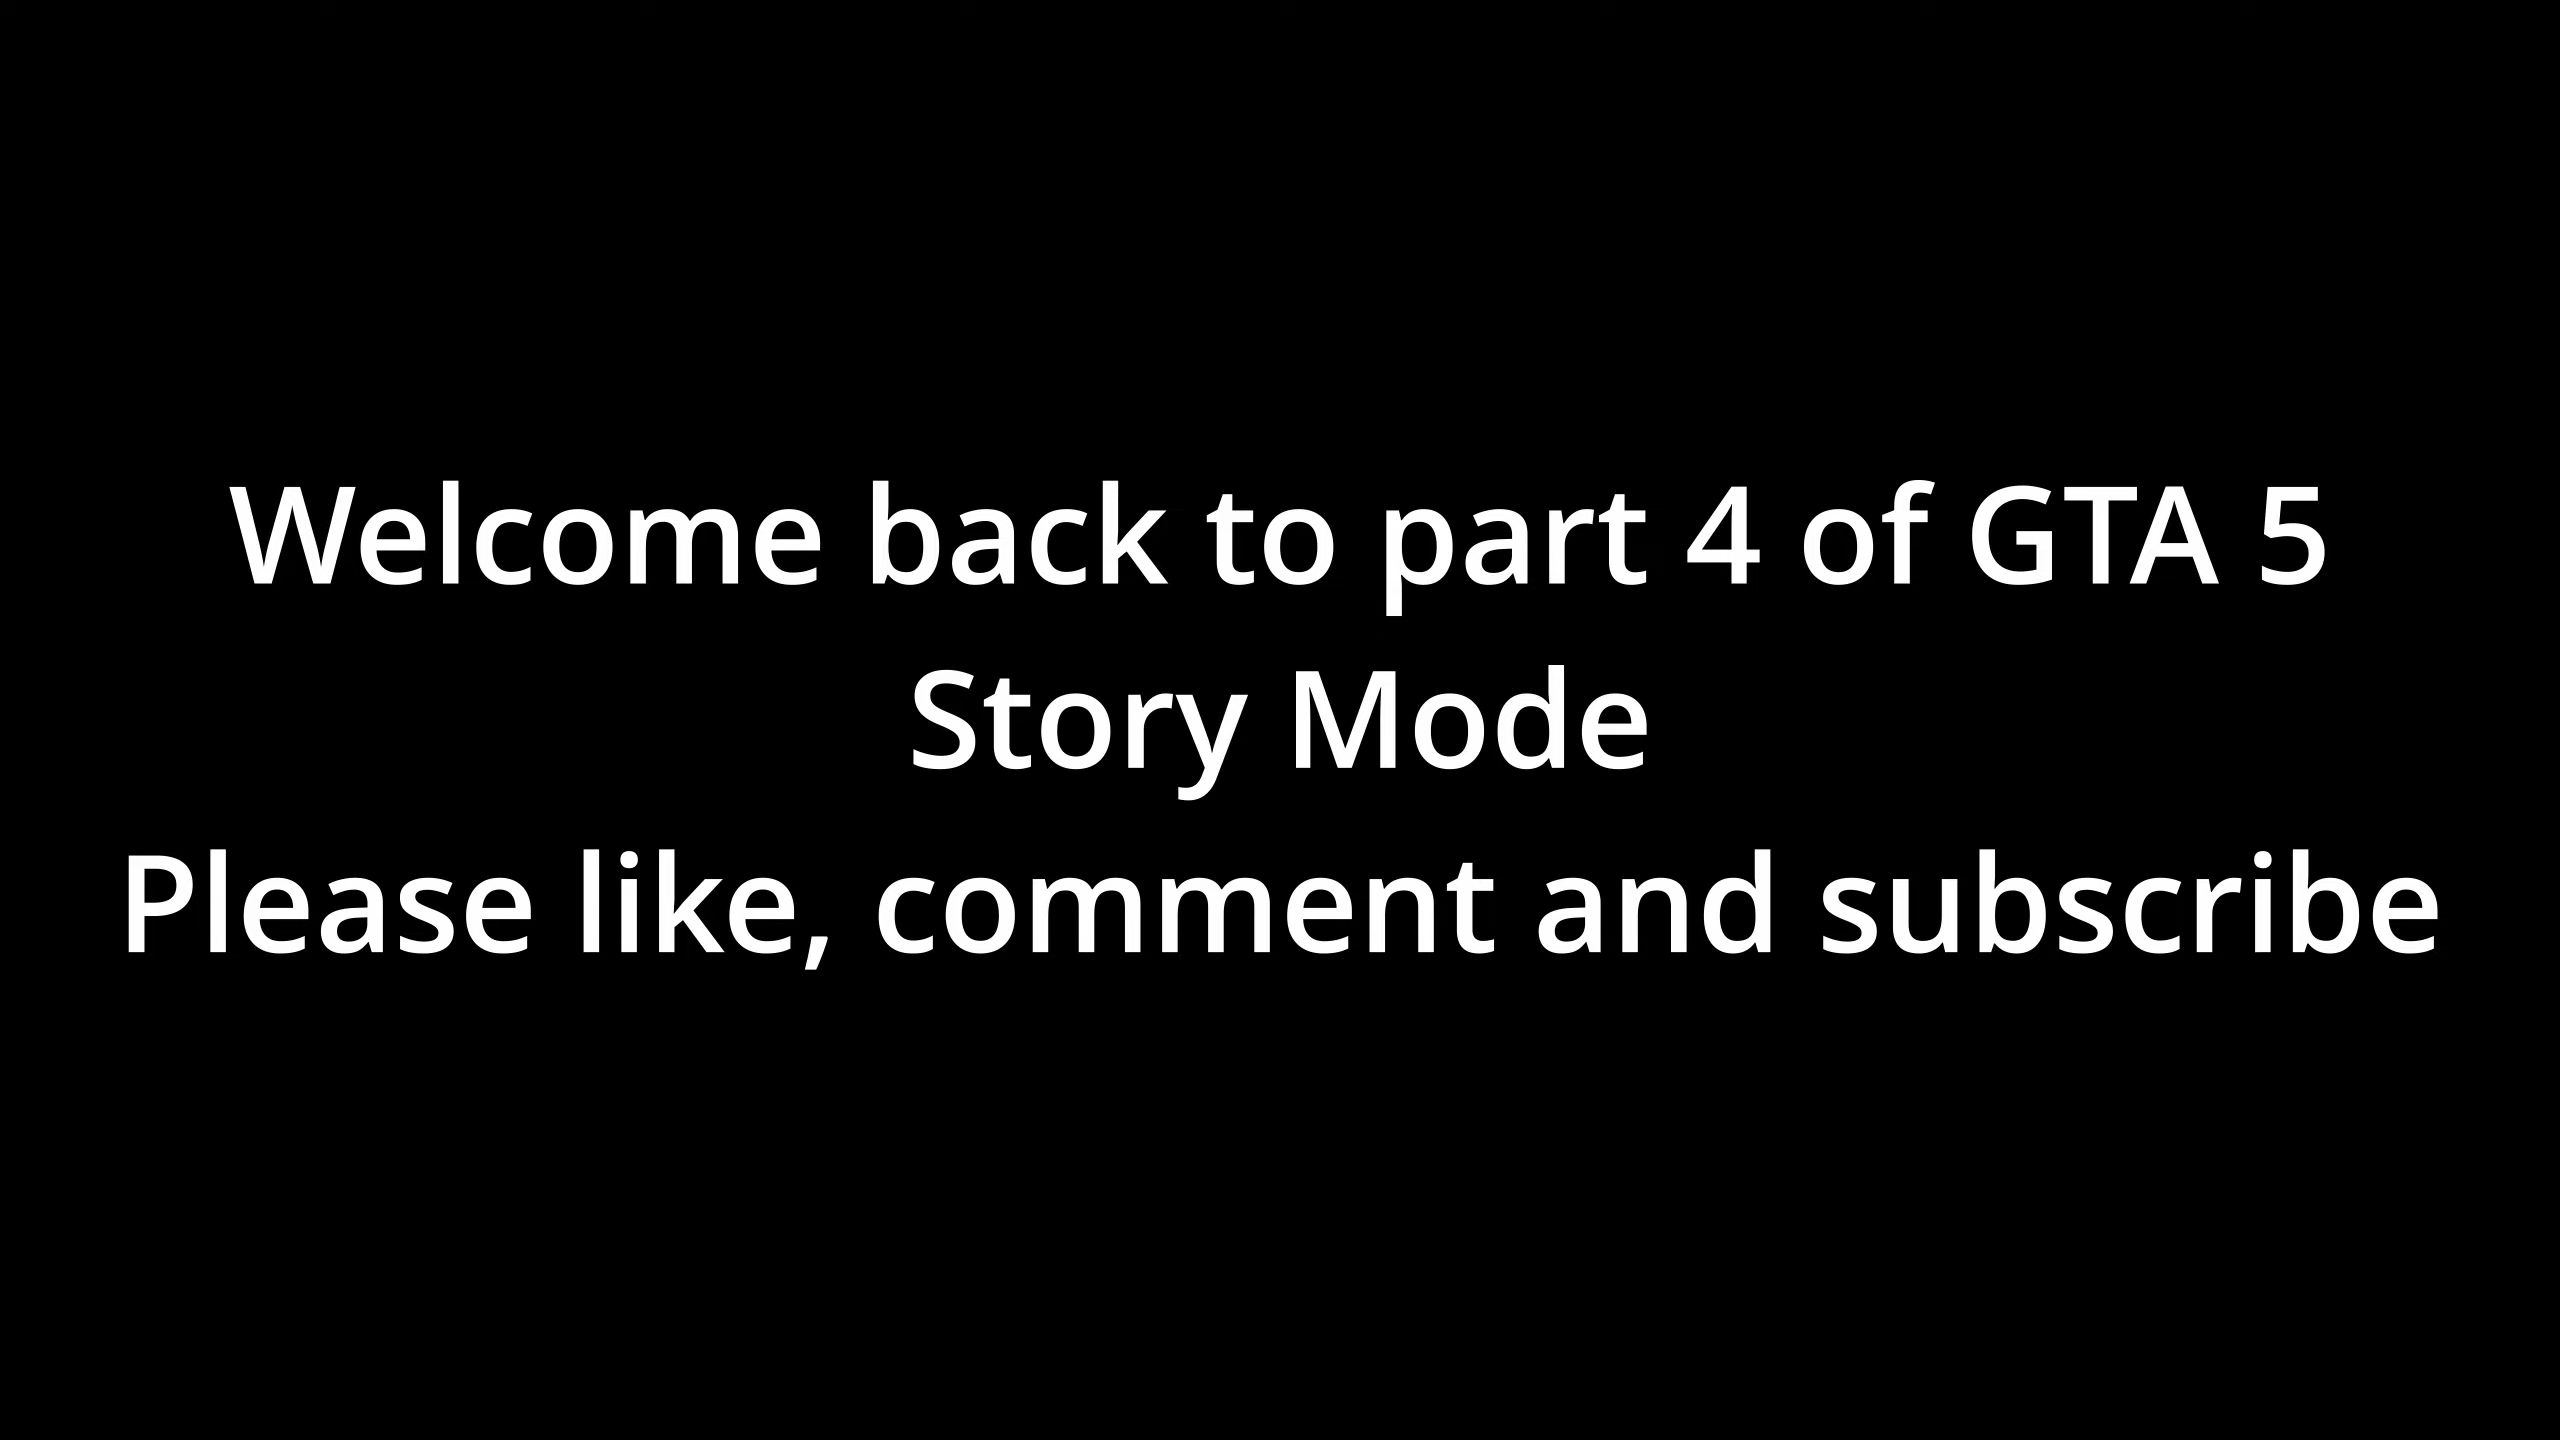 Welcome back to part 4 of GTA 5
Story Mode
Please like, comment and subscribe